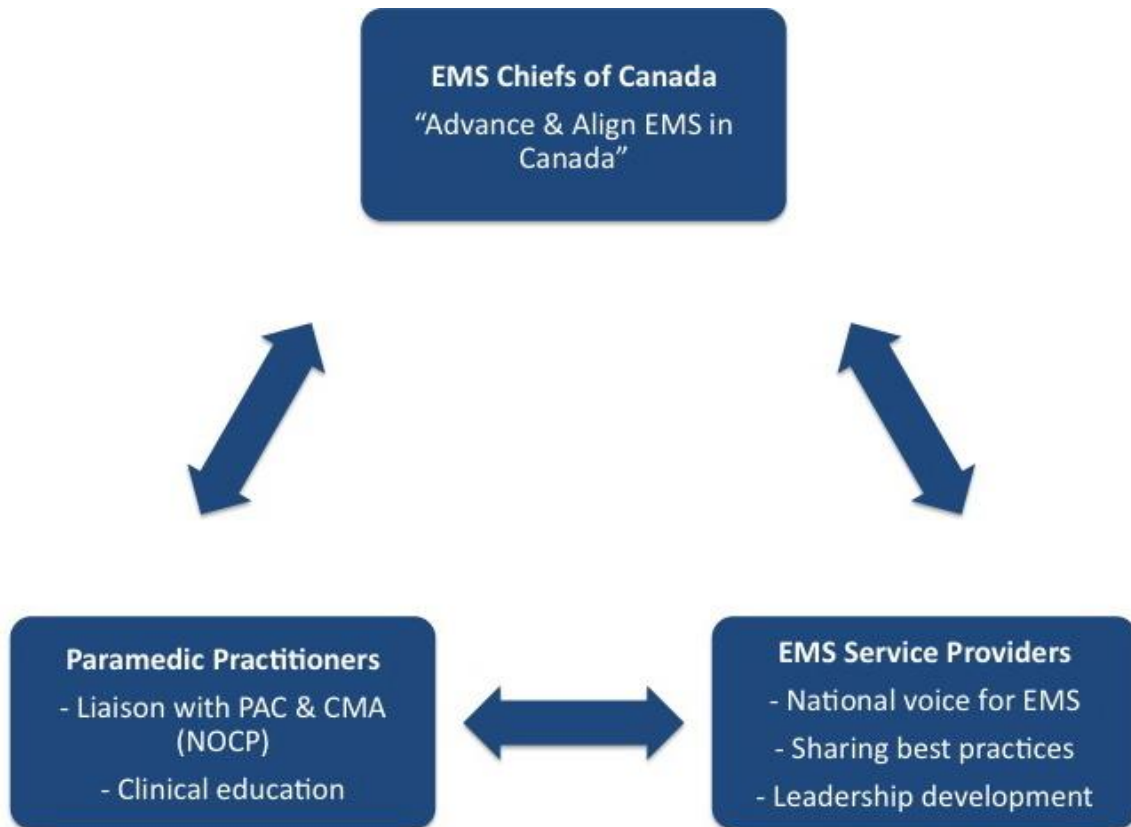 EMS Chiefs of Canada
“Advance & Align EMS in
Canada”
Paramedic Practitioners
- Liaison with PAC & CMA
(NOCP)
- Clinical education
EMS Service Providers
- National voice for EMS
- Sharing best practices
- Leadership development